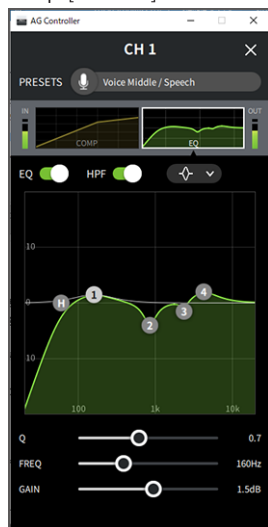 AG Controller
CH 1
PRESETS Voice Middle / Speech
IN OUT
COMP EQ
EQ HPF
10
0
H 1 2 3 4
10
100 1k 10k
Q 0.7
FREQ 160Hz
GAIN 1.5dB